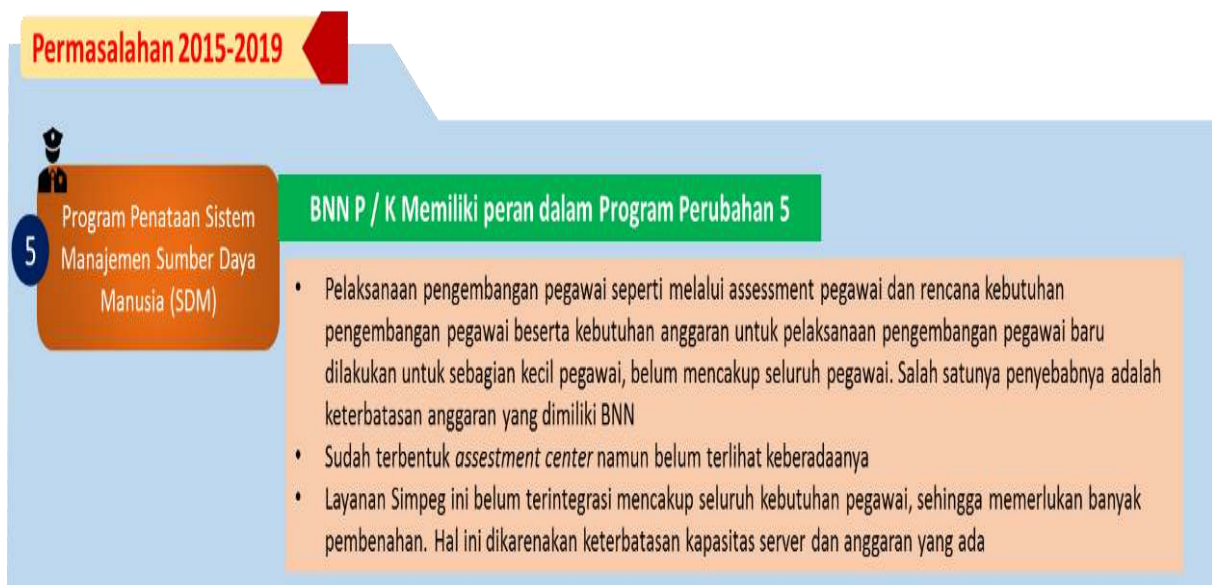 Permasalahan 2015-2019
5
Program Penataan Sistem
Manajemen Sumber Daya
Manusia (SDM)
BNN P / K Memiliki peran dalam Program Perubahan 5
• Pelaksanaan pengembangan pegawai seperti melalui assessment pegawai dan rencana kebutuhan
pengembangan pegawai beserta kebutuhan anggaran untuk pelaksanaan pengembangan pegawai baru
dilakukan untuk sebagian kecil pegawai, belum mencakup seluruh pegawai. Salah satunya penyebabnya adalah
keterbatasan anggaran yang dimiliki BNN
• Sudah terbentuk assestment center namun belum terlihat keberadaanya
• Layanan Simpeg ini belum terintegrasi mencakup seluruh kebutuhan pegawai, sehingga memerlukan banyak
pembenahan. Hal ini dikarenakan keterbatasan kapasitas server dan anggaran yang ada